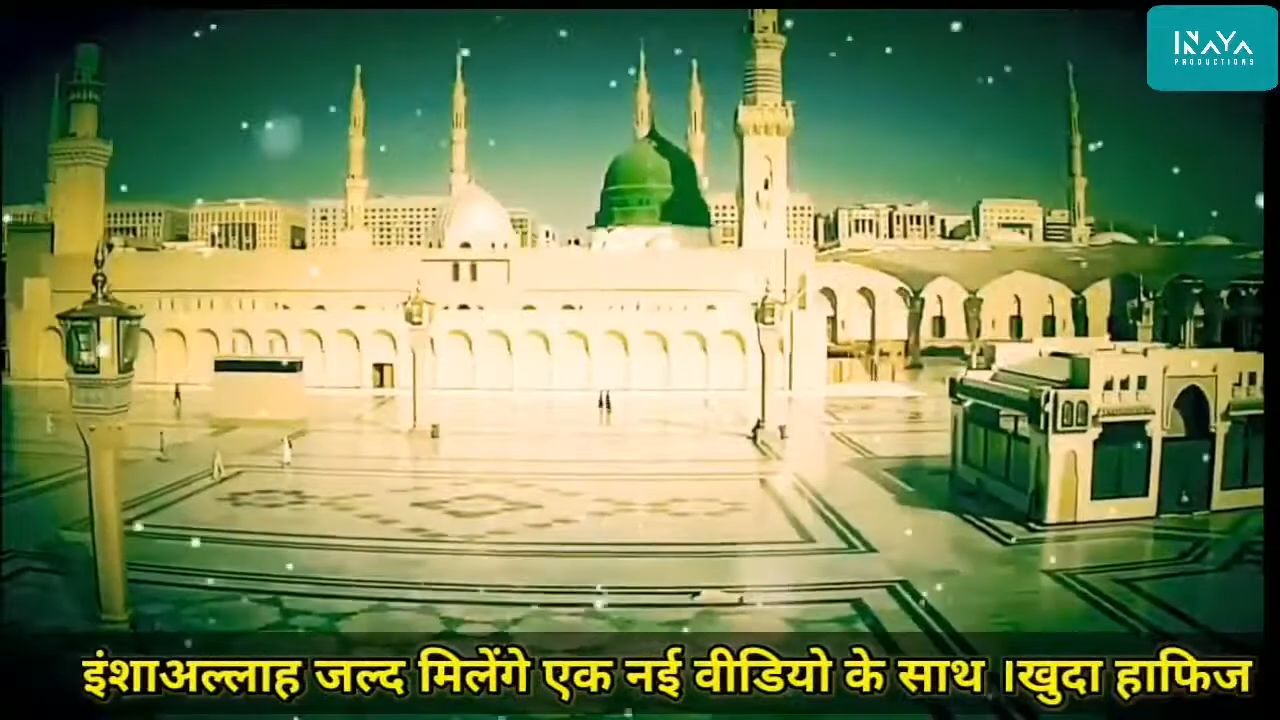 INAYA
PRODUCTIONS
इंशाअल्लाह जल्द मिलेंगे एक नई वीडियो के साथ ।खुदा हाफिज